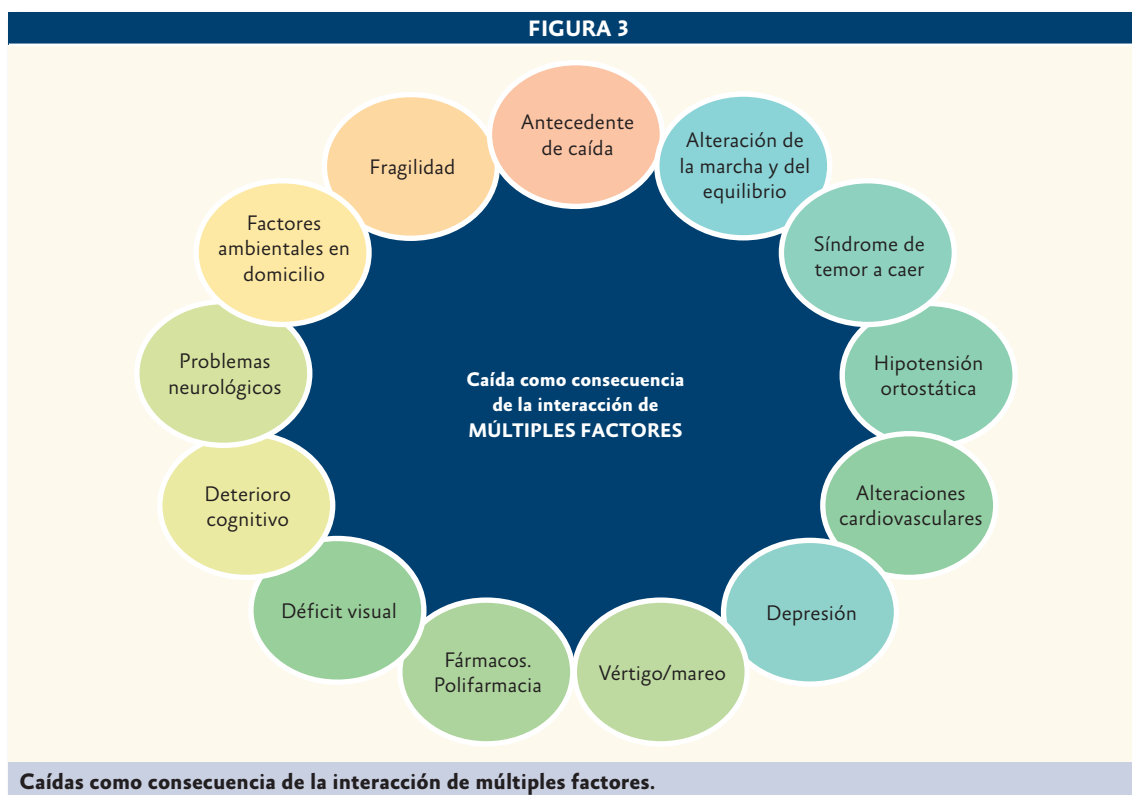 FIGURA 3
Antecedente
de caída
Alteración de
la marcha y del
equilibrio
Síndrome de
temor a caer
Hipotensión
ortostática
Alteraciones
cardiovasculares
Depresión
Vértigo/mareo
Fármacos.
Polifarmacia
Déficit visual
Deterioro
cognitivo
Problemas
neurológicos
Factores
ambientales en
domicilio
Fragilidad
Caída como consecuencia
de la interacción de
MÚLTIPLES FACTORES
Caídas como consecuencia de la interacción de múltiples factores.